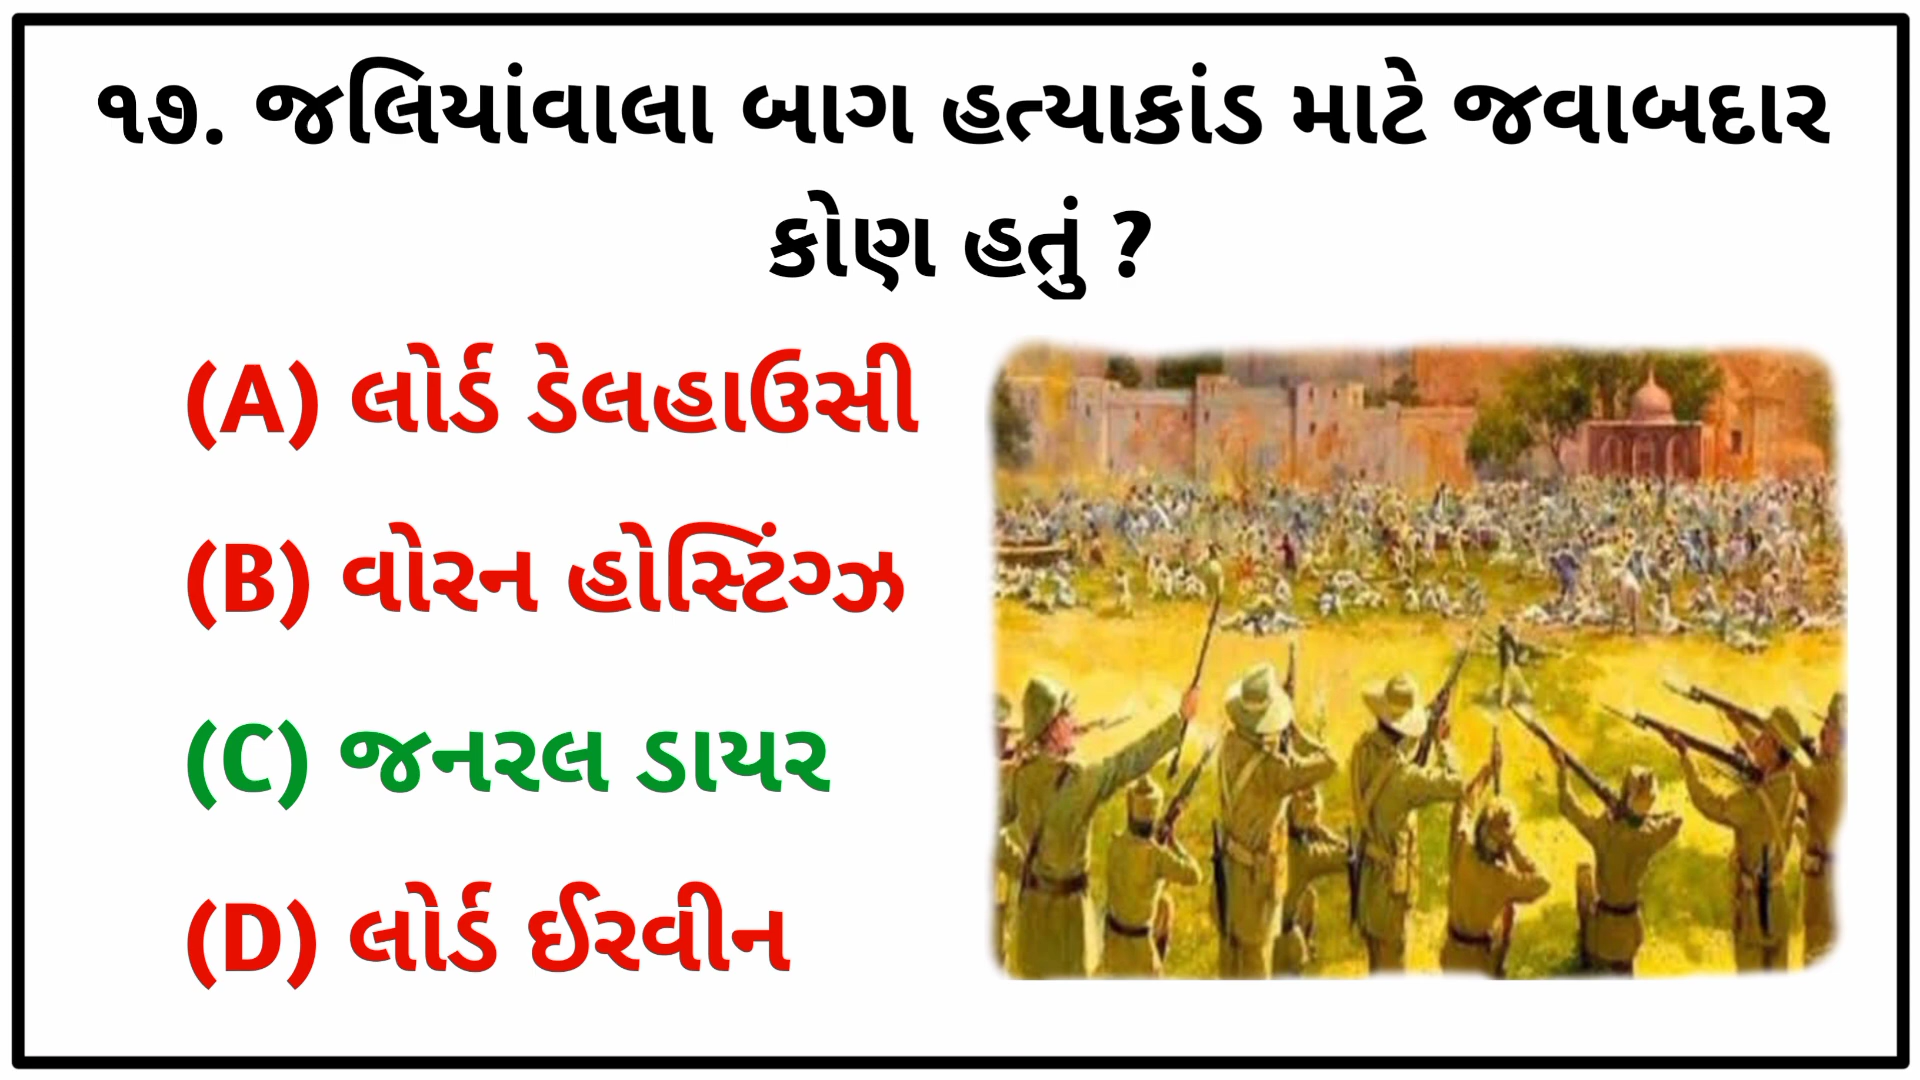 ૧૭. જલિયાંવાલા બાગ હત્યાકાંડ માટે જવાબદાર
કોણ હતું ?
(A) લોર્ડ ડેલહાઉસી
(B) વોરન હોસ્ટિંગ્ઝ
(C) જનરલ ડાયર
(D) લોર્ડ ઈરવીન